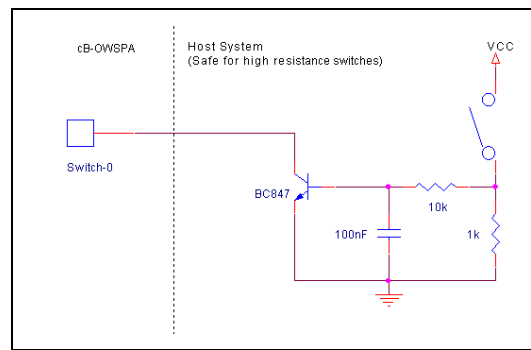 cB-OWSPA
Host System
(Safe for high resistance switches)
VCC
Switch-0
BC847
10k
100nF
1k